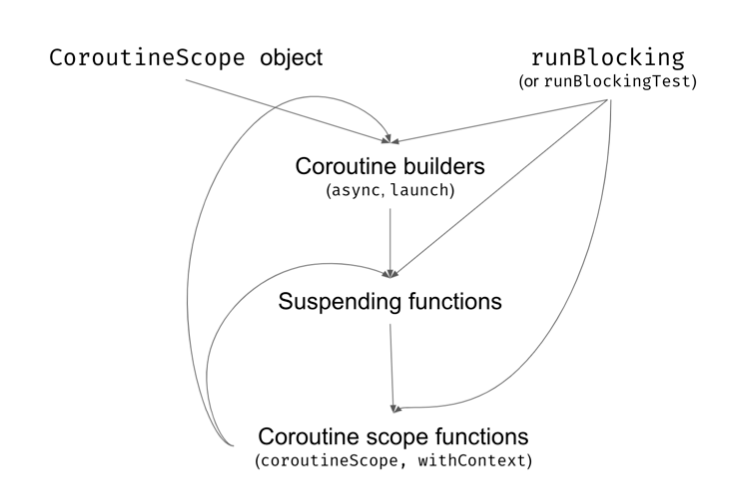 CoroutineScope object
runBlocking
(or runBlockingTest)
Coroutine builders
(async, launch)
Suspending functions
Coroutine scope functions
(coroutineScope, withContext)